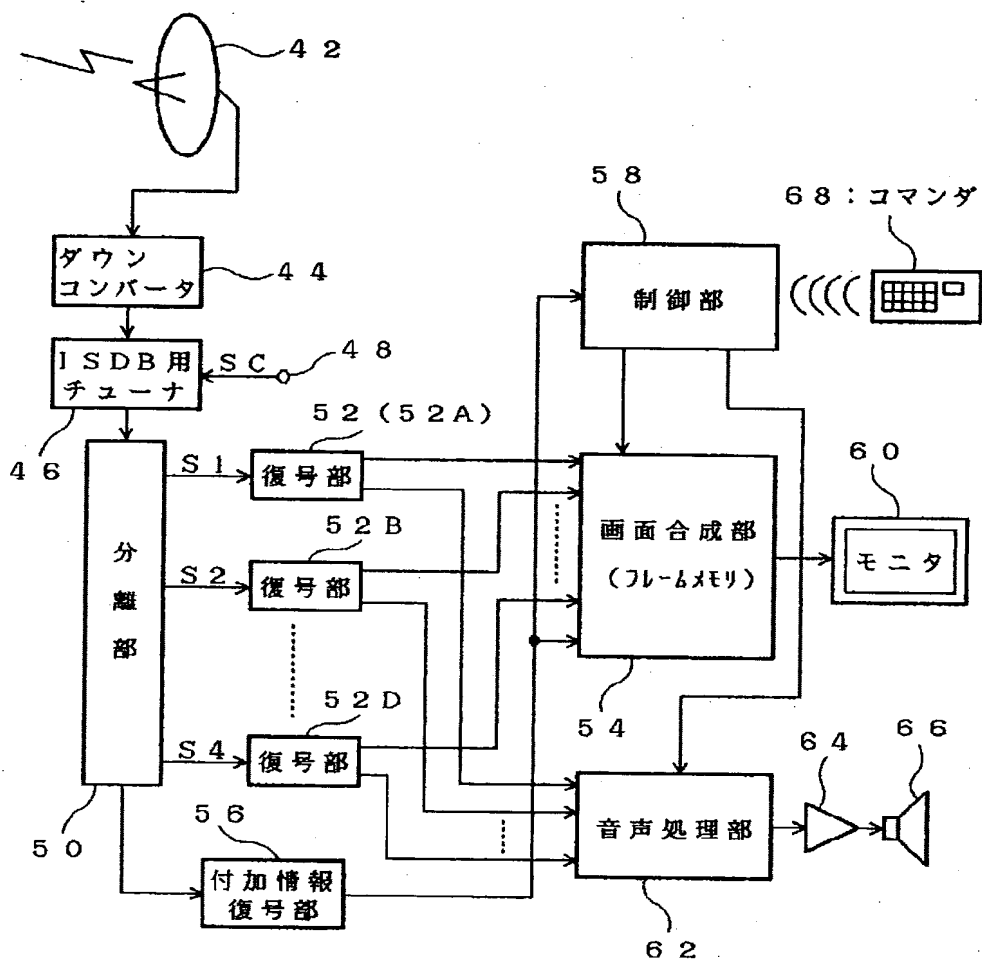 ４２
５８
６８：コマンダ
ダウン
コンバータ
４４
制御部
ＩＳＤＢ用
チューナ
ＳＣ
４８
４６
５２（５２Ａ）
Ｓ１
復号部
６０
画面合成部
（フレームメモリ）
モニタ
分離部
５２Ｂ
Ｓ２
復号部
５２Ｄ
Ｓ４
復号部
５４
６４
６６
５０
５６
音声処理部
付加情報
復号部
６２